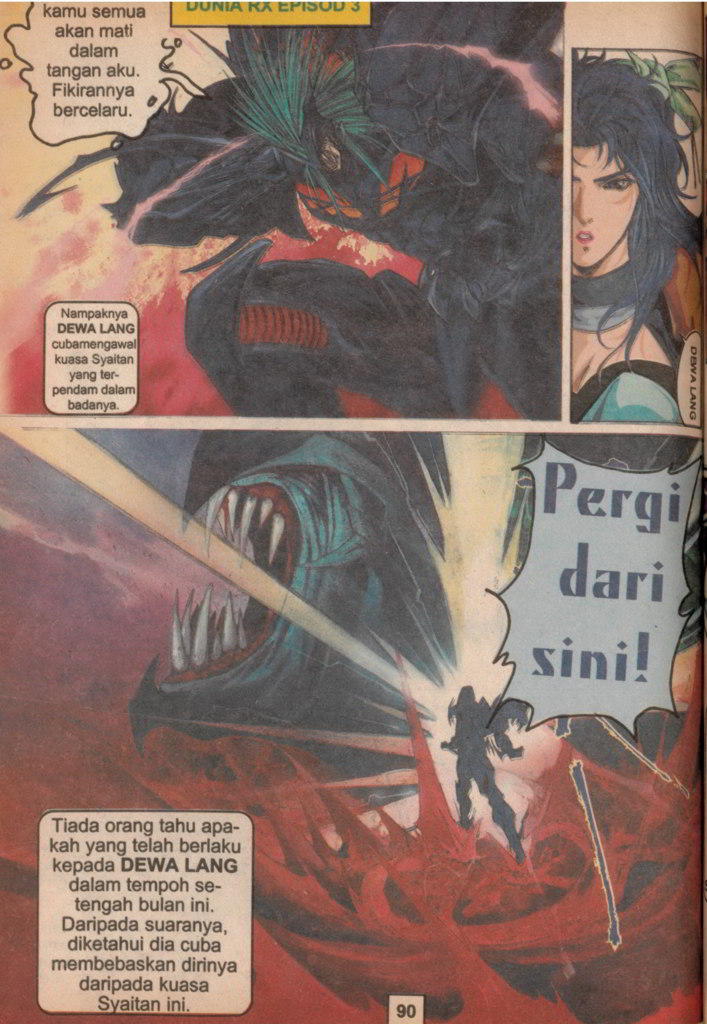 DUNIA RX EPISOD 3
kamu semua
akan mati
dalam
tangan aku.
Fikirannya
bercelaru.
Nampaknya
DEWA LANG
cubamengawal
kuasa Syaitan
yang ter-
pendam dalam
badanya.
DEWA LANG
Pergi
dari
sini!
Tiada orang tahu apa-
kah yang telah berlaku
kepada DEWA LANG
dalam tempoh se-
tengah bulan ini.
Daripada suaranya,
diketahui dia cuba
membebaskan dirinya
daripada kuasa
Syaitan ini.
90